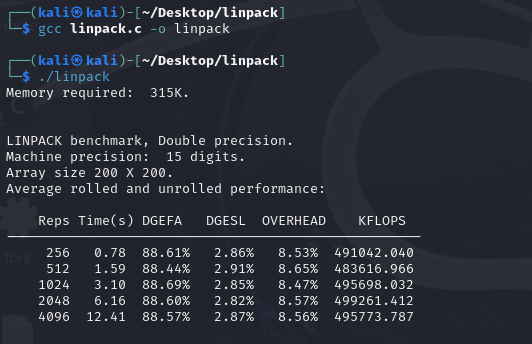 ┌──(kali㉿kali)-[~/Desktop/linpack]
└─$ gcc linpack.c -o linpack
┌──(kali㉿kali)-[~/Desktop/linpack]
└─$ ./linpack
Memory required:  315K.
LINPACK benchmark, Double precision.
Machine precision:  15 digits.
Array size 200 X 200.
Average rolled and unrolled performance:
Reps Time(s) DGEFA   DGESL  OVERHEAD    KFLOPS
256   0.78  88.61%   2.86%   8.53%  491042.040
512   1.59  88.44%   2.91%   8.65%  483616.966
1024   3.10  88.69%   2.85%   8.47%  495698.032
2048   6.16  88.60%   2.82%   8.57%  499261.412
4096  12.41  88.57%   2.87%   8.56%  495773.787
fork